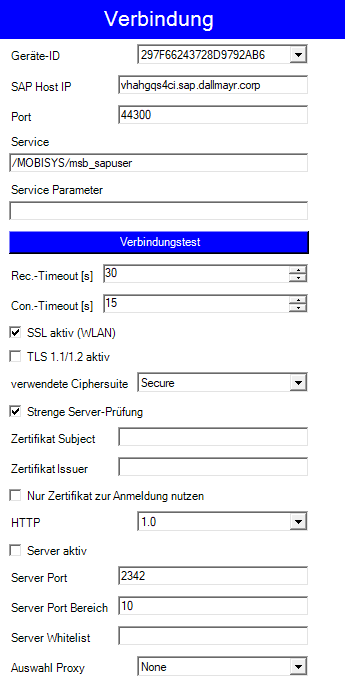 Verbindung
Geräte-ID 297F66243728D9792AB6
SAP Host IP vhahgqs4ci.sap.dallmayr.corp
Port 44300
Service
/MOBISYS/msb_sapuser
Service Parameter
Verbindungstest
Rec.-Timeout [s] 30
Con.-Timeout [s] 15
SSL aktiv (WLAN)
TLS 1.1/1.2 aktiv
verwendete Ciphersuite Secure
Strenge Server-Prüfung
Zertifikat Subject
Zertifikat Issuer
Nur Zertifikat zur Anmeldung nutzen
HTTP 1.0
Server aktiv
Server Port 2342
Server Port Bereich 10
Server Whitelist
Auswahl Proxy None